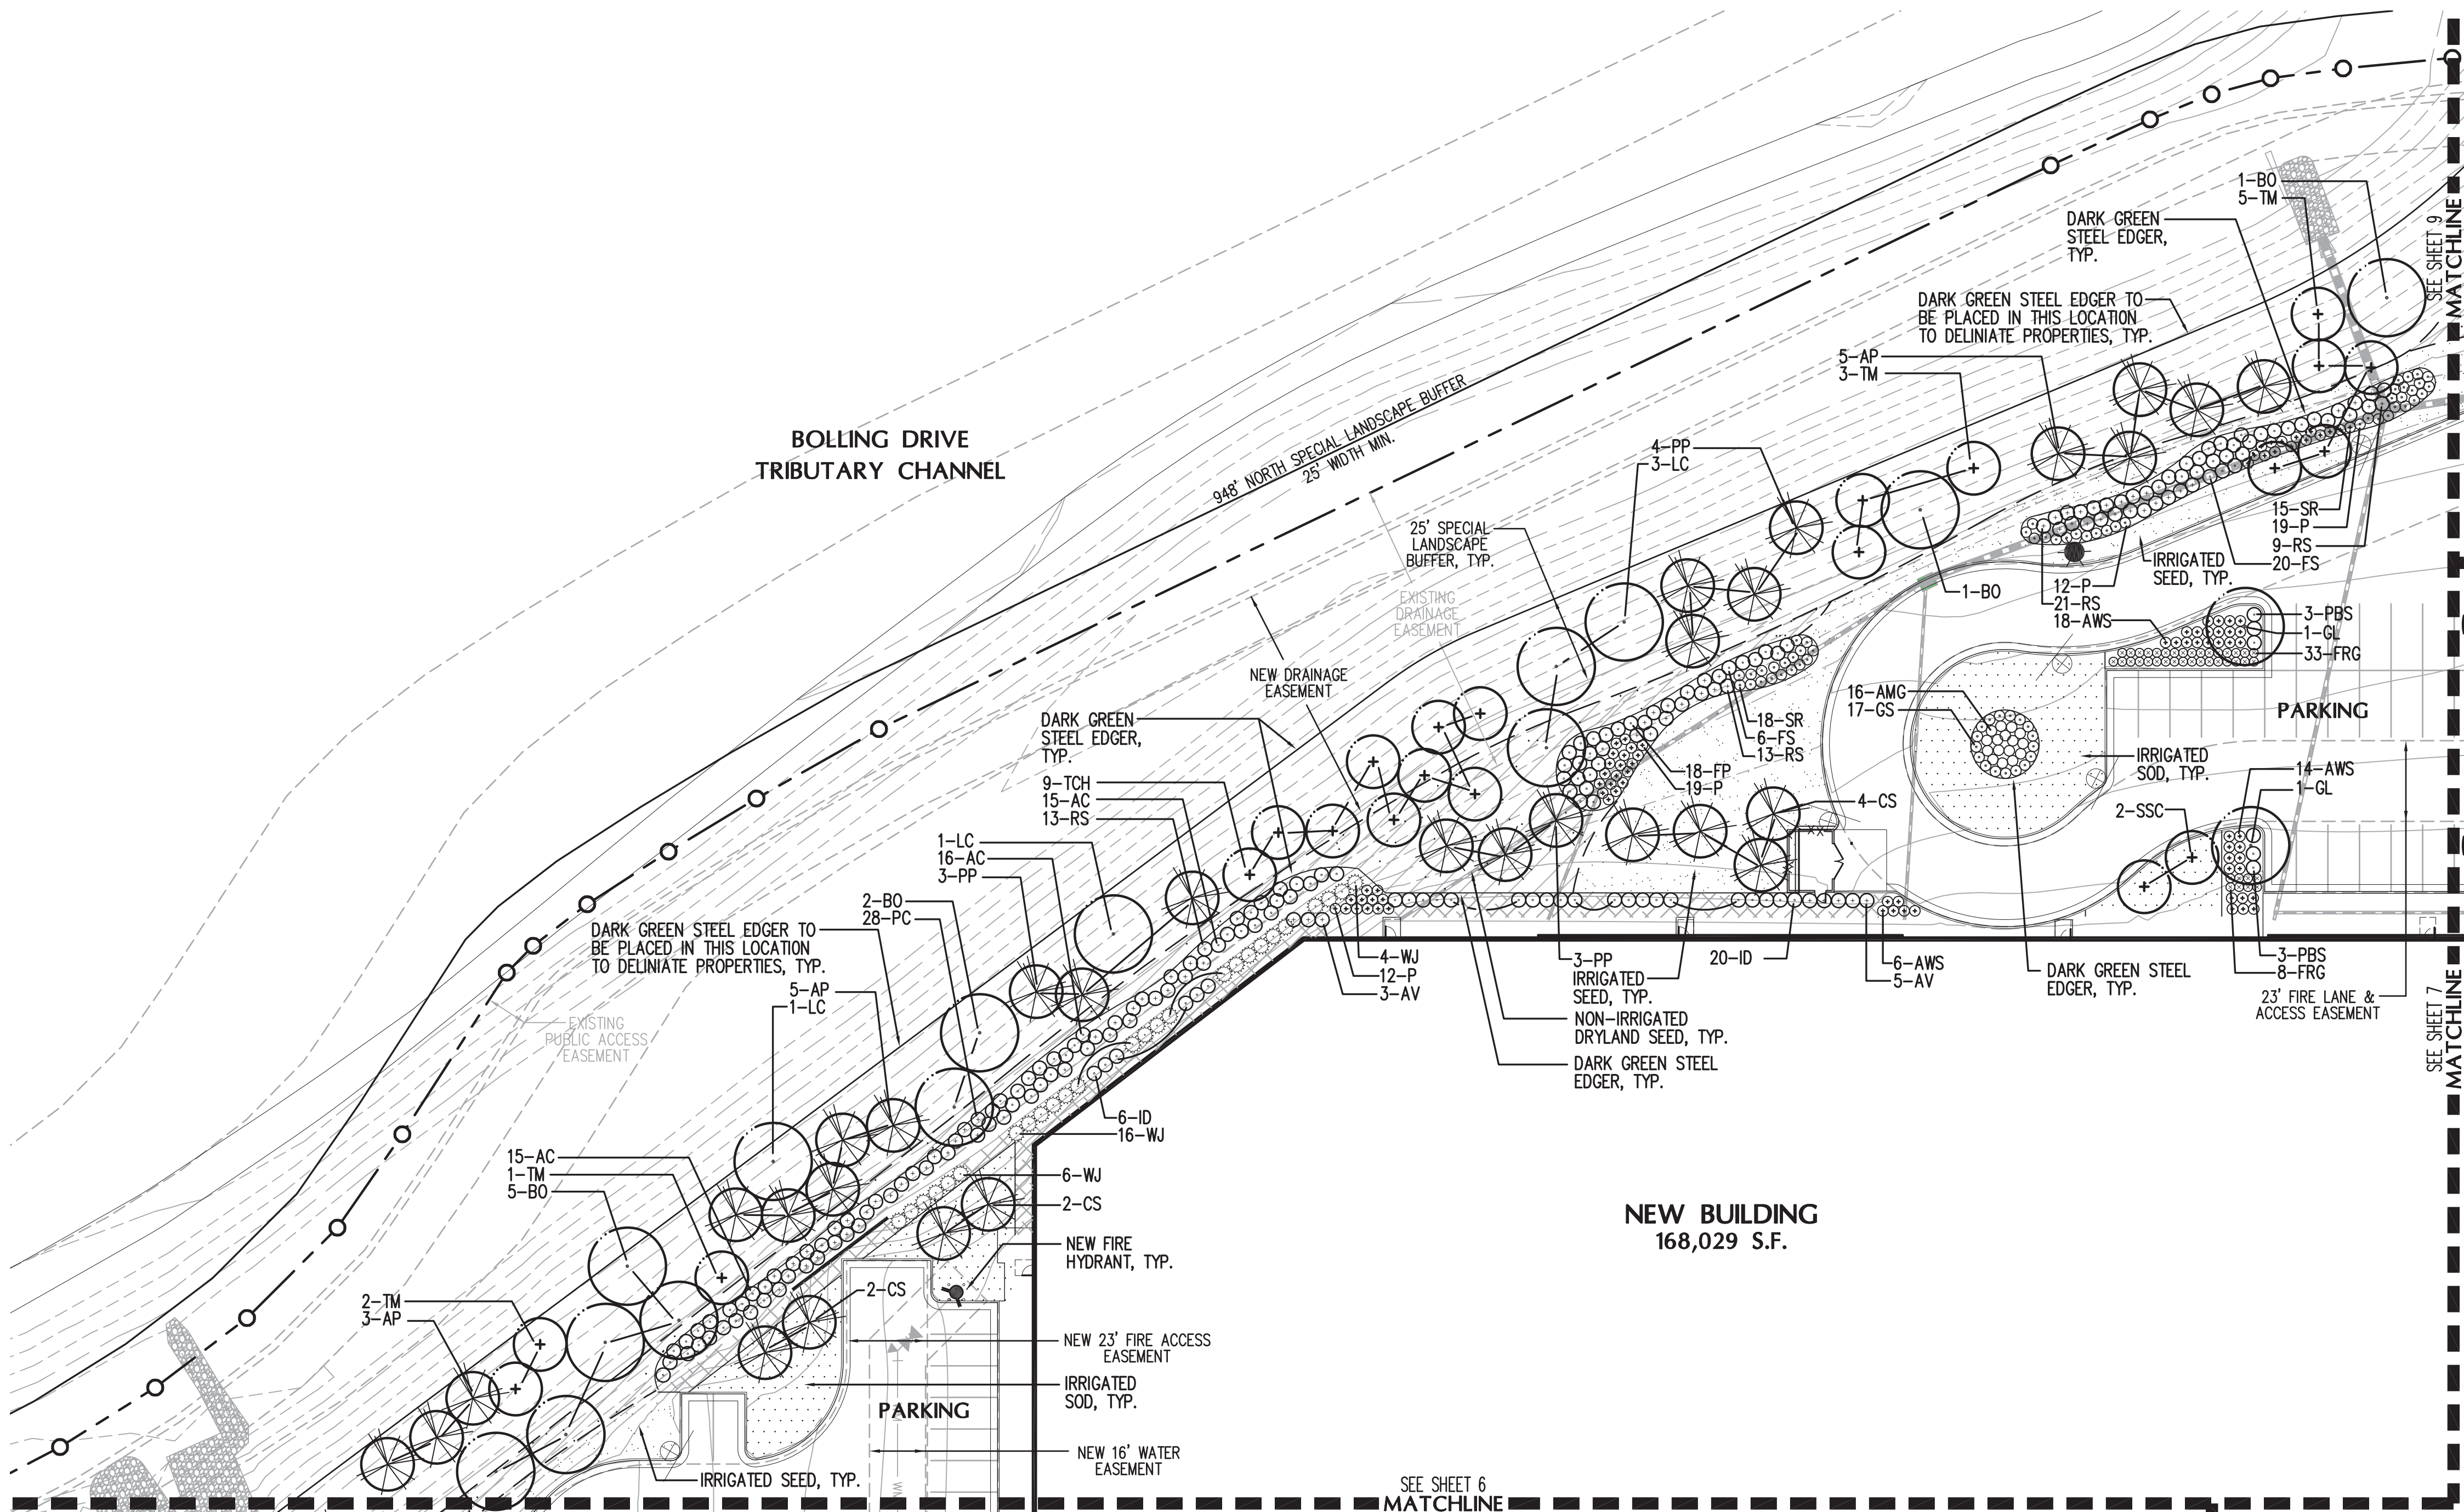 1-BO
5-TM
DARK GREEN
STEEL EDGER,
TYP.
SEE SHEET 9
MATCHLINE
DARK GREEN STEEL EDGER TO
BE PLACED IN THIS LOCATION
TO DELINIATE PROPERTIES, TYP.
5-AP
3-TM
948' NORTH SPECIAL LANDSCAPE BUFFER
25' WIDTH MIN.
BOLLING DRIVE
TRIBUTARY CHANNEL
4-PP
3-LC
25' SPECIAL
LANDSCAPE
BUFFER, TYP.
EXISTING
DRAINAGE
EASEMENT
15-SR
19-P
9-RS
20-FS
IRRIGATED
SEED, TYP.
12-P
21-RS
18-AWS
1-BO
3-PBS
1-GL
33-FRG
NEW DRAINAGE
EASEMENT
16-AMG
17-GS
PARKING
DARK GREEN
STEEL EDGER,
TYP.
18-SR
6-FS
13-RS
18-FP
19-P
IRRIGATED
SOD, TYP.
14-AWS
1-GL
2-SSC
9-TCH
15-AC
13-RS
4-CS
1-LC
16-AC
3-PP
2-BO
28-PC
DARK GREEN STEEL EDGER TO
BE PLACED IN THIS LOCATION
TO DELINIATE PROPERTIES, TYP.
5-AP
1-LC
4-WJ
12-P
3-AV
3-PP
IRRIGATED
SEED, TYP.
20-ID
6-AWS
5-AV
DARK GREEN STEEL
EDGER, TYP.
3-PBS
8-FRG
23' FIRE LANE &
ACCESS EASEMENT
SEE SHEET 7
MATCHLINE
NON-IRRIGATED
DRYLAND SEED, TYP.
DARK GREEN STEEL
EDGER, TYP.
EXISTING
PUBLIC ACCESS
EASEMENT
6-ID
16-WJ
15-AC
1-TM
5-BO
6-WJ
2-CS
NEW FIRE
HYDRANT, TYP.
NEW BUILDING
168,029 S.F.
2-CS
2-TM
3-AP
NEW 23' FIRE ACCESS
EASEMENT
IRRIGATED
SOD, TYP.
PARKING
NEW 16' WATER
EASEMENT
IRRIGATED SEED, TYP.
SEE SHEET 6
MATCHLINE